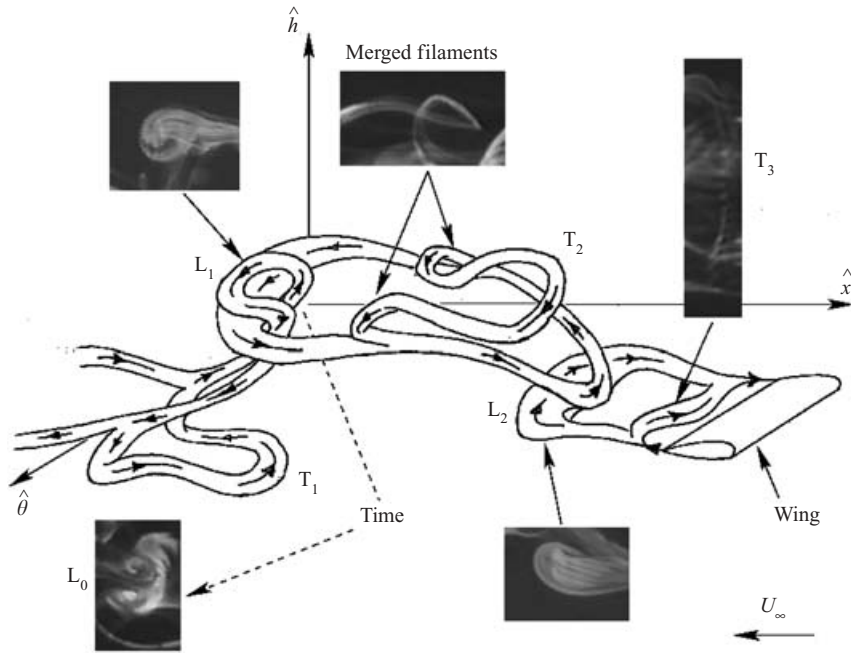 ĥ
Merged filaments
T₃
T₂
L₁
x̂
L₂
T₁
θ̂
Time
Wing
L₀
U∞